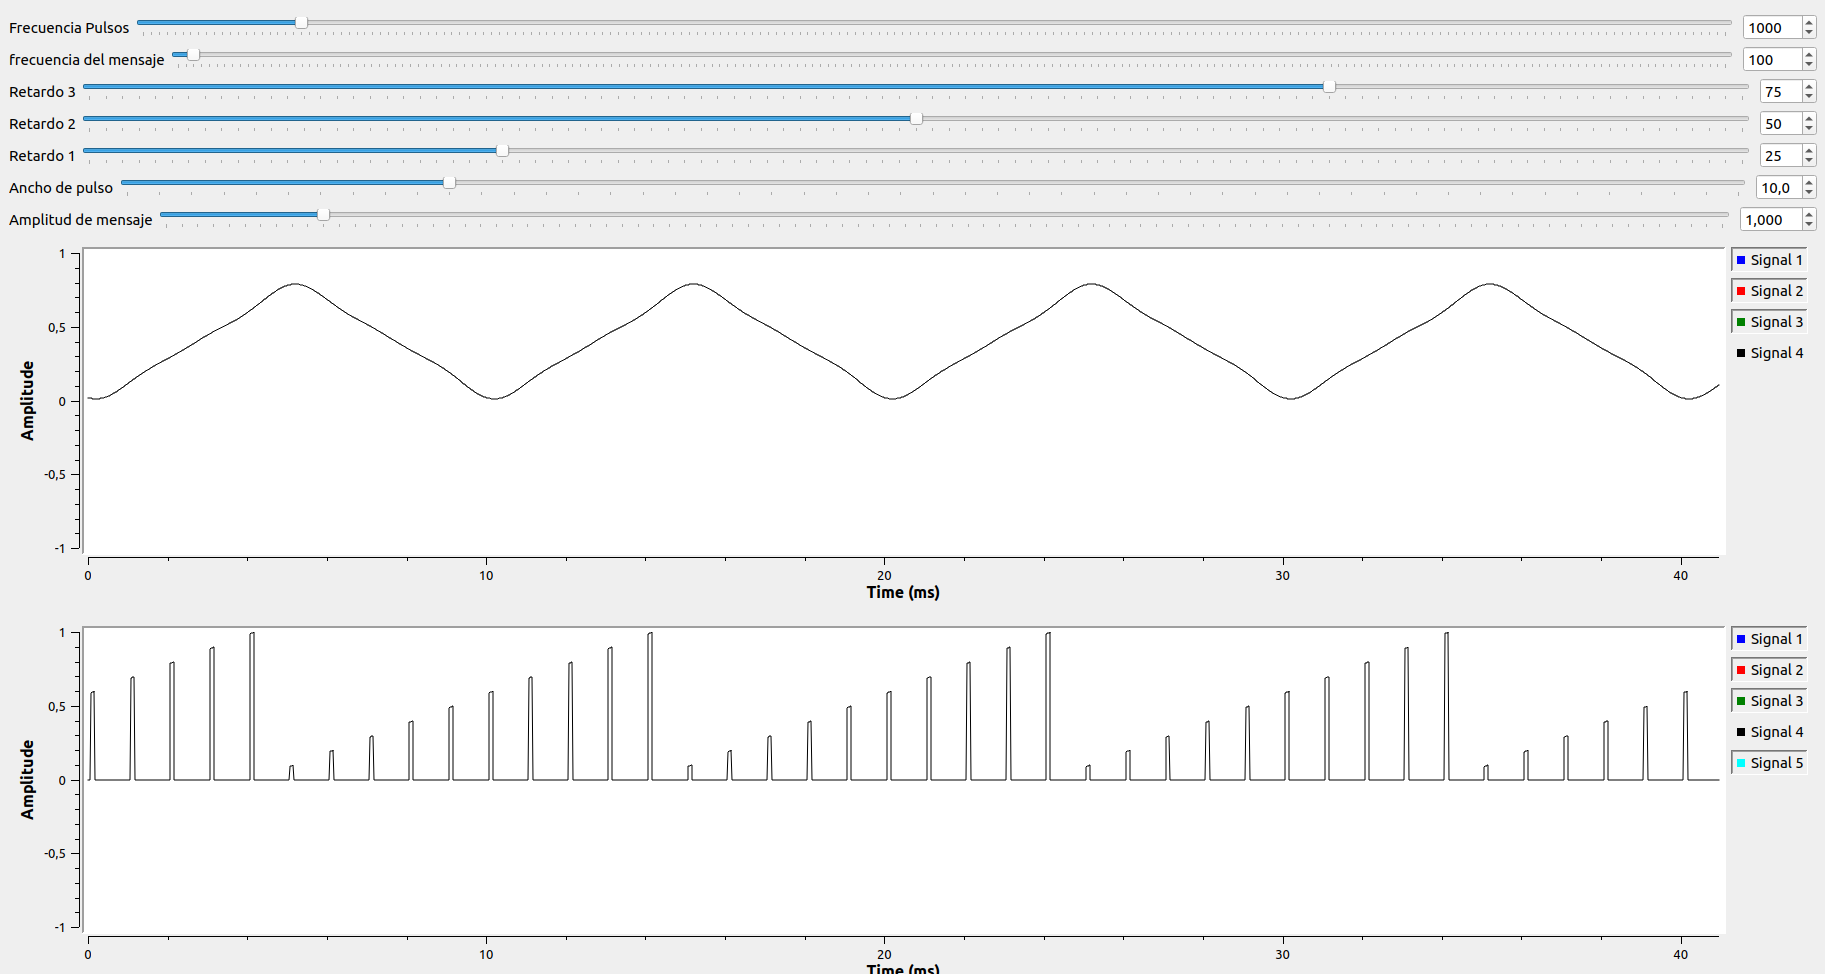 Frecuencia Pulsos 1000
frecuencia del mensaje 100
Retardo 3 75
Retardo 2 50
Retardo 1 25
Ancho de pulso 10,0
Amplitud de mensaje 1,000
1
0,5
0
-0,5
-1
Amplitude
0 10 20 30 40
Time (ms)
Signal 1
Signal 2
Signal 3
Signal 4
1
0,5
0
-0,5
-1
Amplitude
0 10 20 30 40
Time (ms)
Signal 1
Signal 2
Signal 3
Signal 4
Signal 5